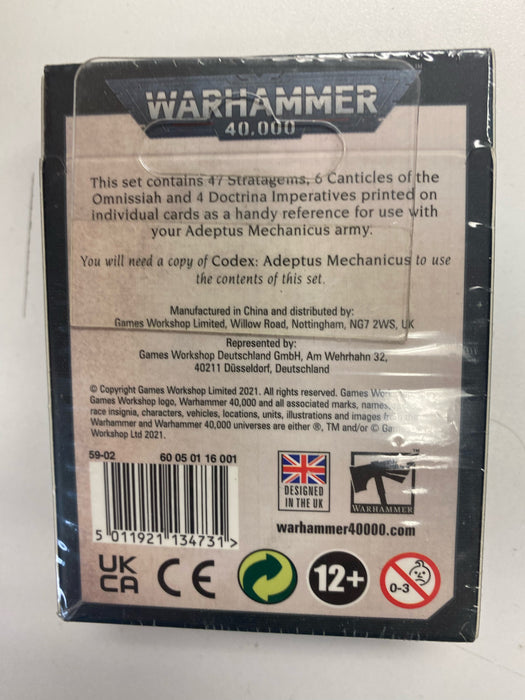 WARHAMMER
40,000
This set contains 47 Stratagems, 6 Canticles of the
Omnissiah and 4 Doctrina Imperatives printed on
individual cards as a handy reference for use with
your Adeptus Mechanicus army.
You will need a copy of Codex: Adeptus Mechanicus to use
the contents of this set.
Manufactured in China and distributed by:
Games Workshop Limited, Willow Road, Nottingham, NG7 2WS, UK
Represented by:
Games Workshop Deutschland GmbH, Am Wehrhahn 32,
40211 Düsseldorf, Deutschland
© Copyright Games Workshop Limited 2021. All rights reserved. Games
Games Workshop logo, Warhammer 40,000 and all associated marks, names,
race insignia, characters, vehicles, locations, units, illustrations and images
Warhammer and Warhammer 40,000 universes are either ®, TM and/or ©
Workshop Ltd 2021.
59-02 60 05 01 16 001
5 011921 134731 >
DESIGNED
IN THE UK
WARHAMMER
TM
warhammer40000.com
UK
CA
CE
12+
0-3